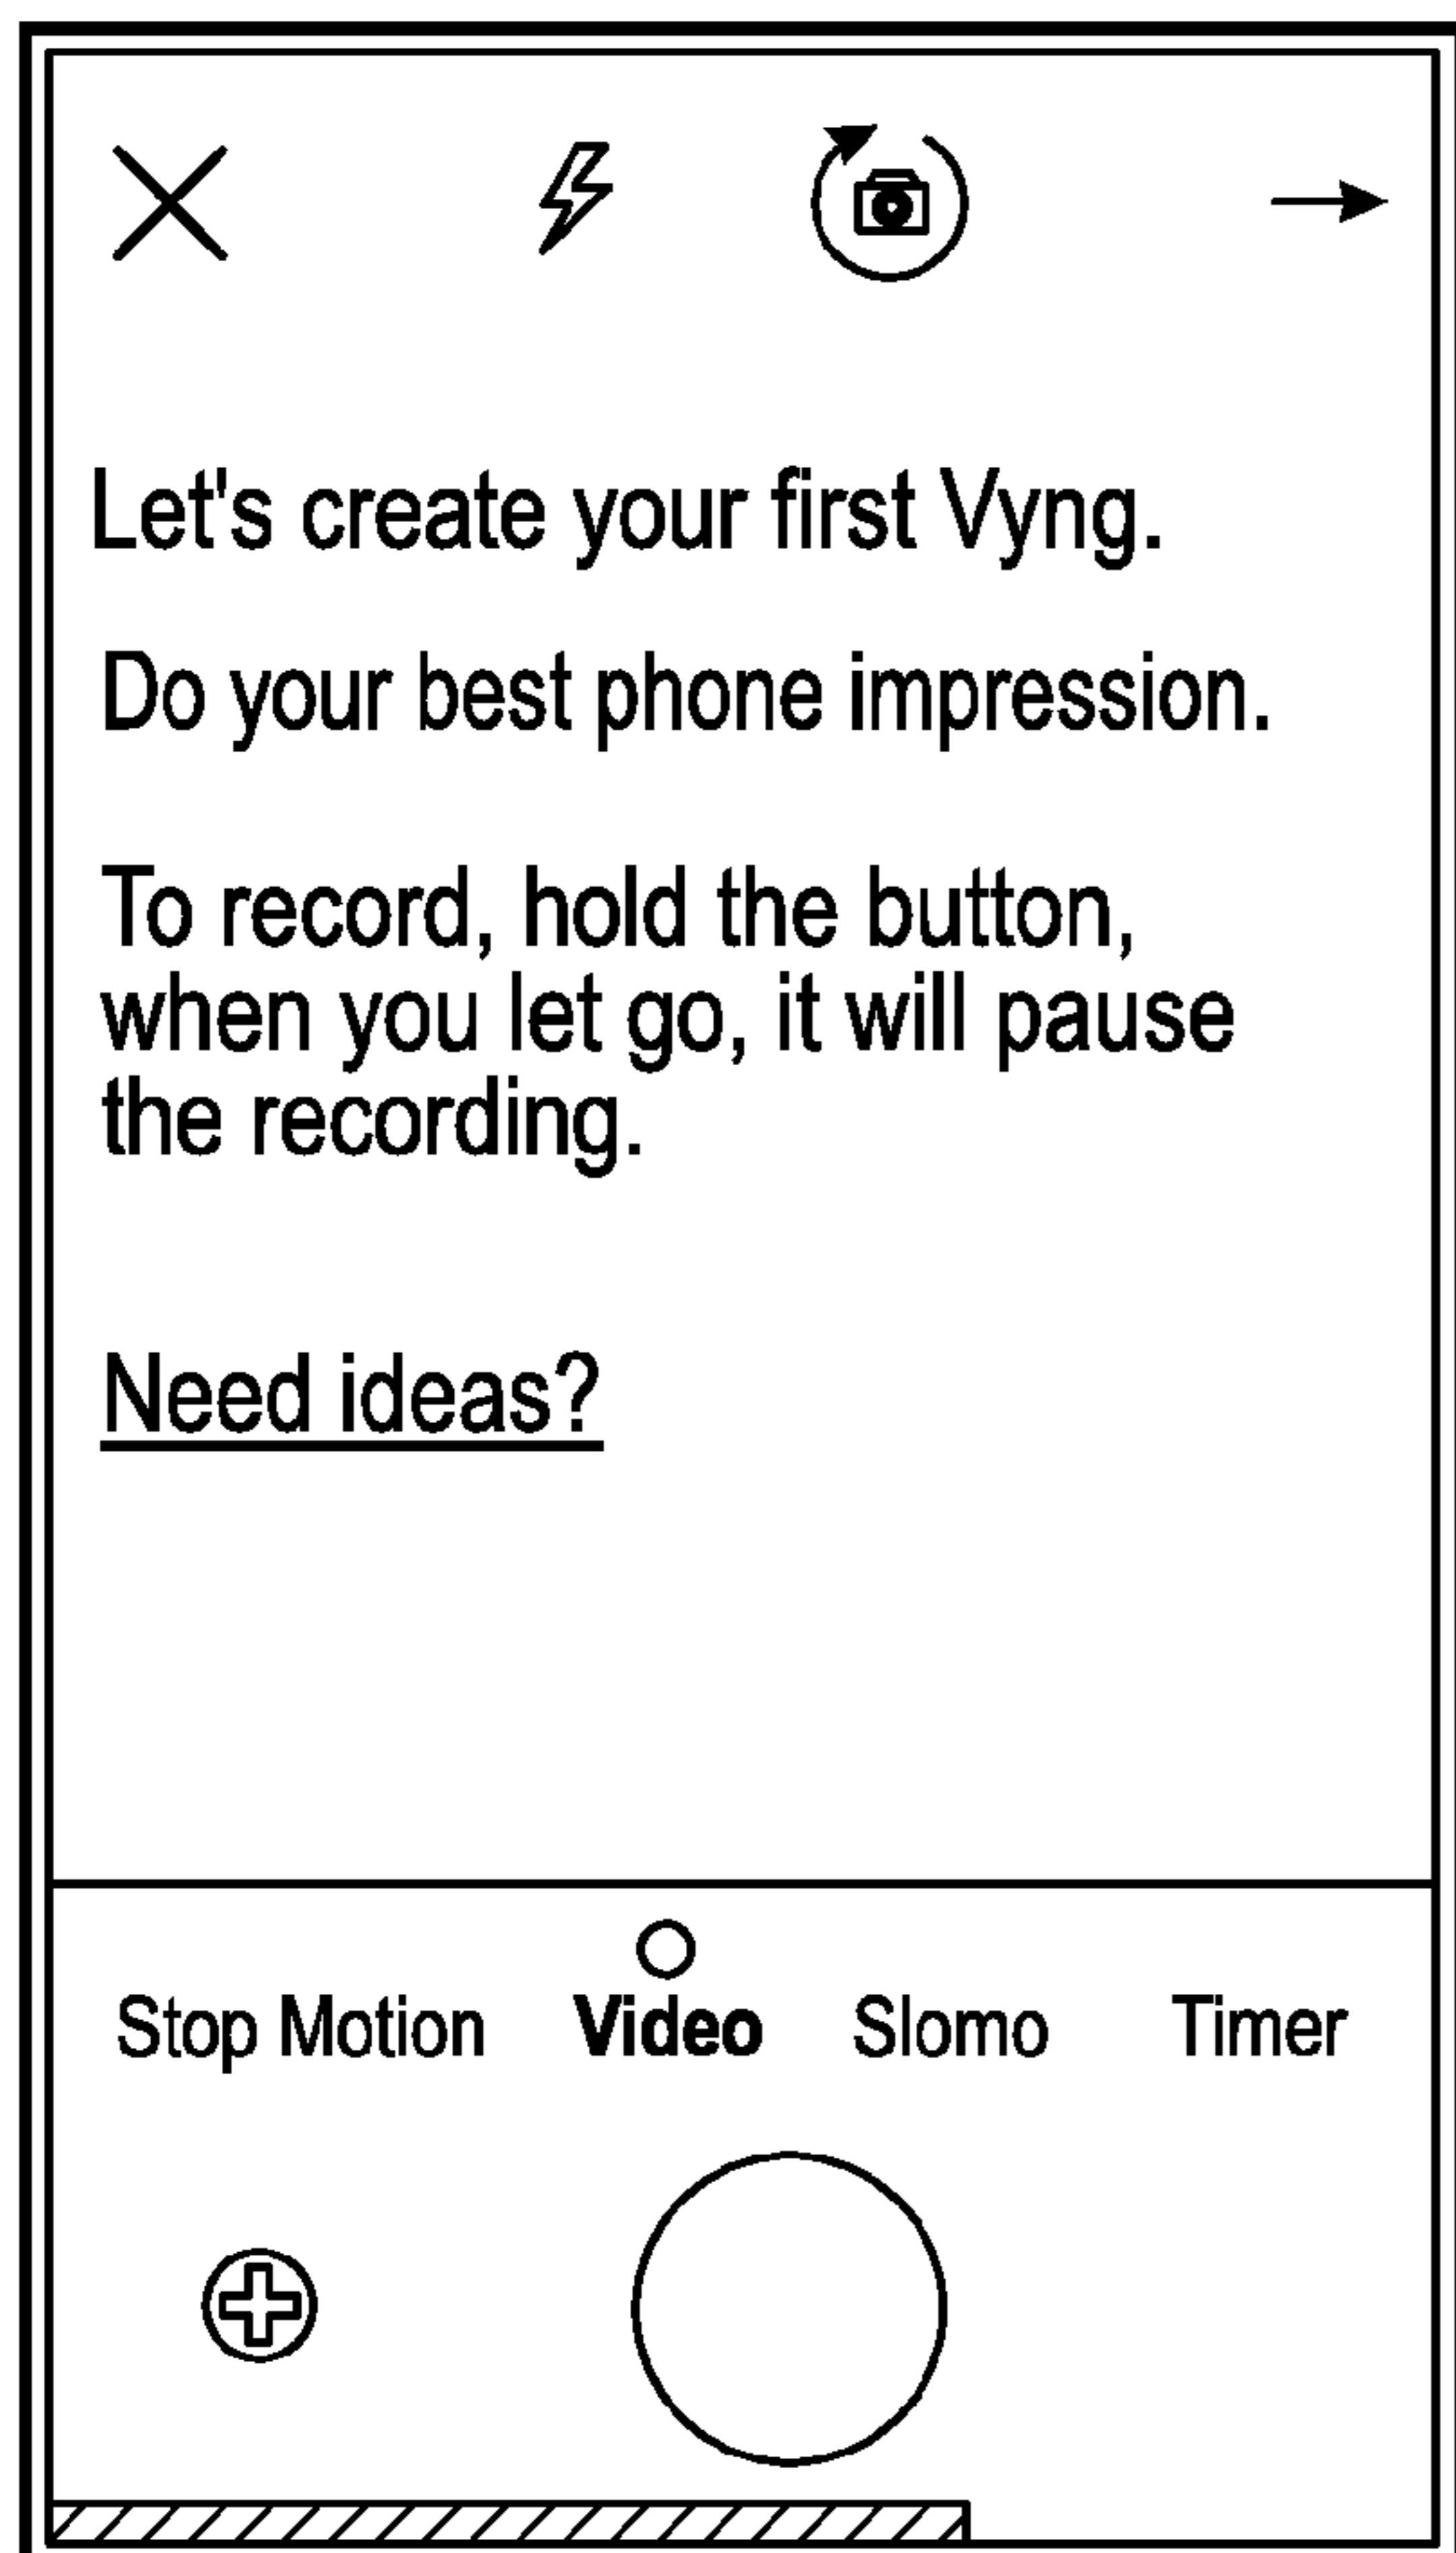 Let's create your first Vyng.
Do your best phone impression.
To record, hold the button,
when you let go, it will pause
the recording.
Need ideas?
Stop Motion Video Slomo Timer